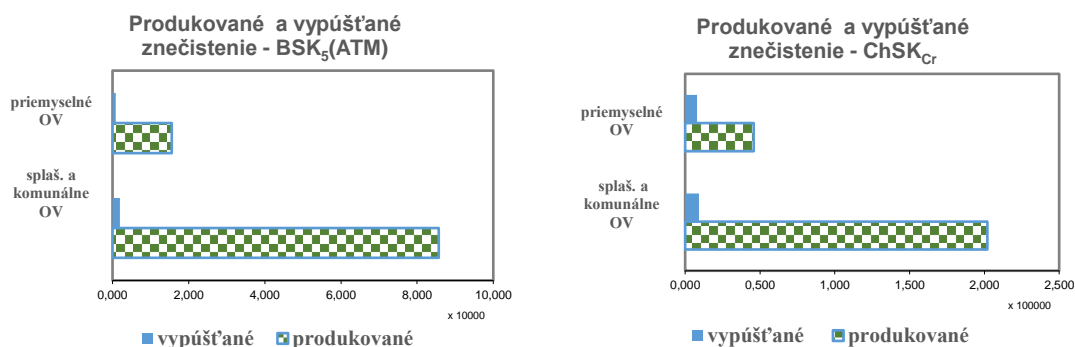 Produkované a vypúšťané
znečistenie - BSK5(ATM)
priemyselné
OV
splaš. a
komunálne
OV
0,000 2,000 4,000 6,000 8,000 10,000
x 10000
vypúšťané produkované
Produkované a vypúšťané
znečistenie - ChSKCr
priemyselné
OV
splaš. a
komunálne
OV
0,000 0,500 1,000 1,500 2,000 2,500
x 100000
vypúšťané produkované